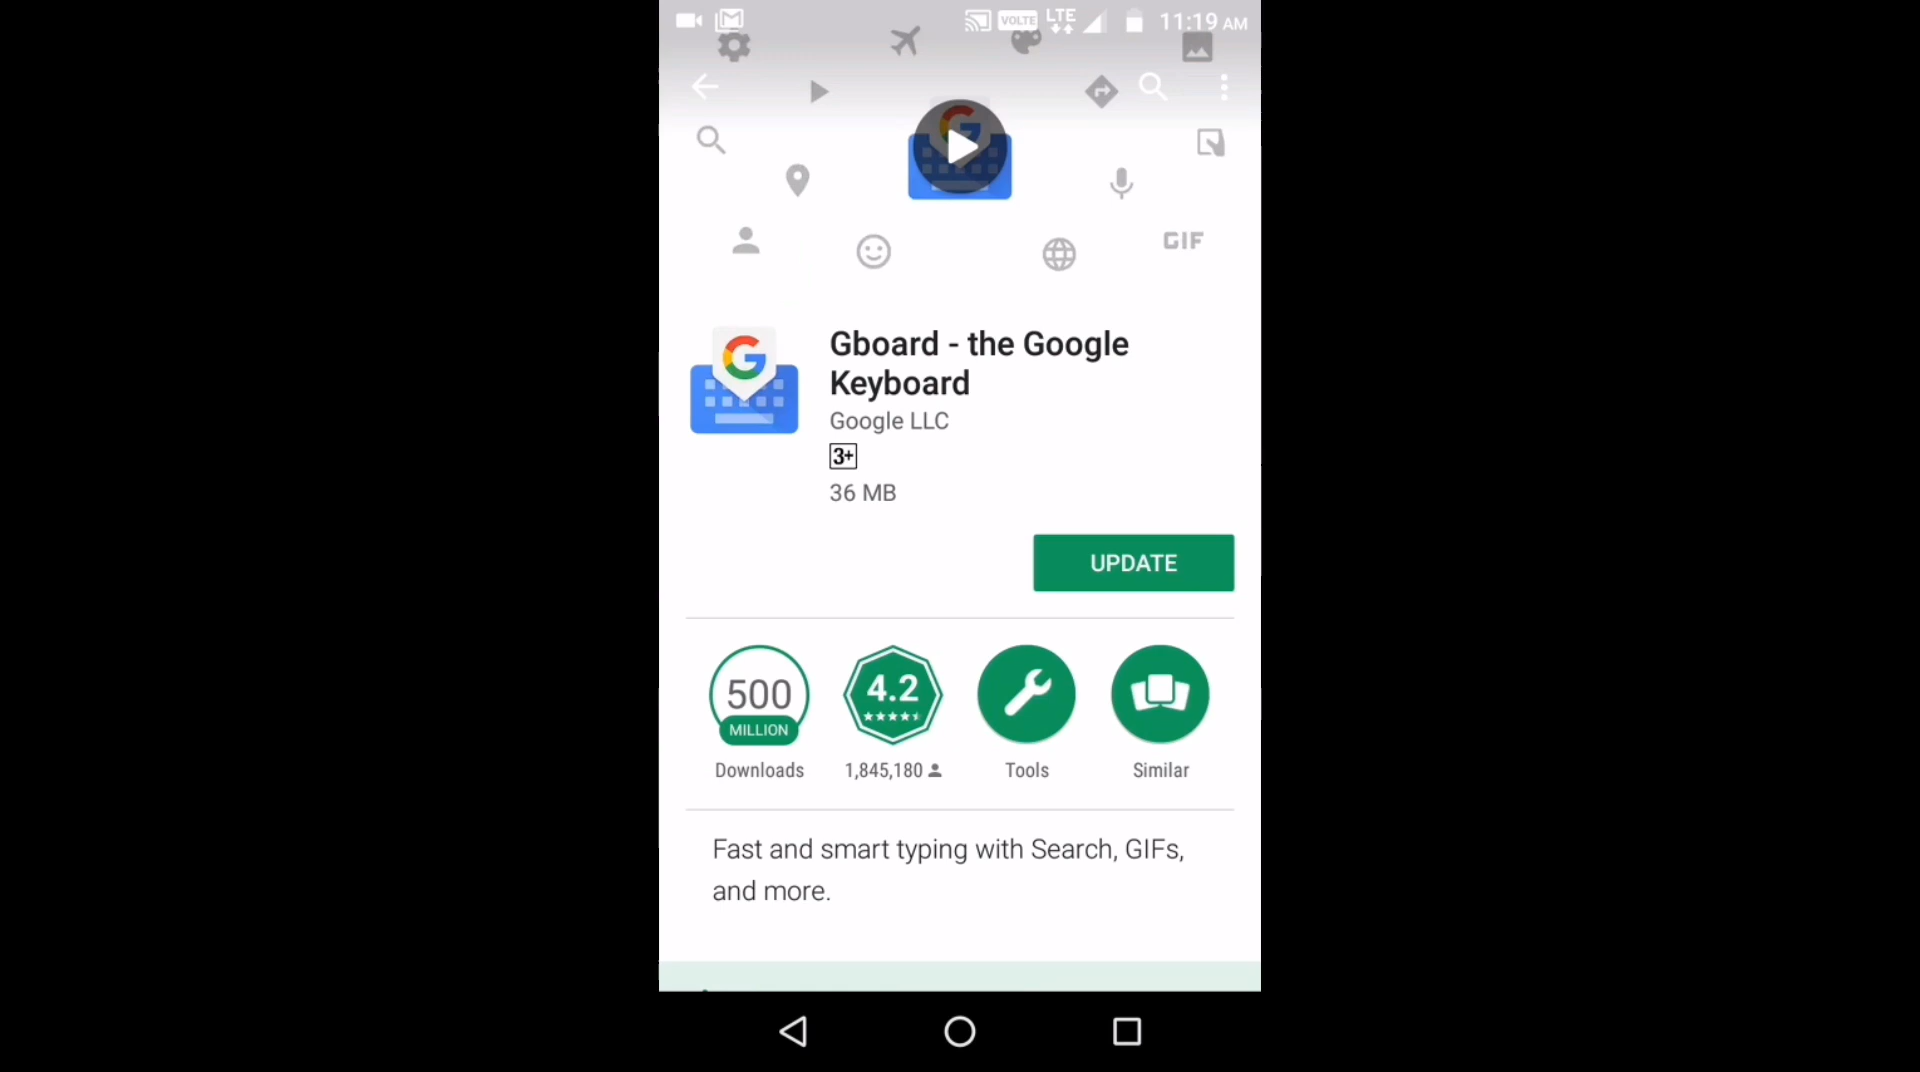 VOLTE LTE 11:19 AM
GIF
Gboard - the Google
Keyboard
Google LLC
3+
36 MB
UPDATE
500
MILLION
4.2
Downloads
1,845,180
Tools
Similar
Fast and smart typing with Search, GIFs,
and more.